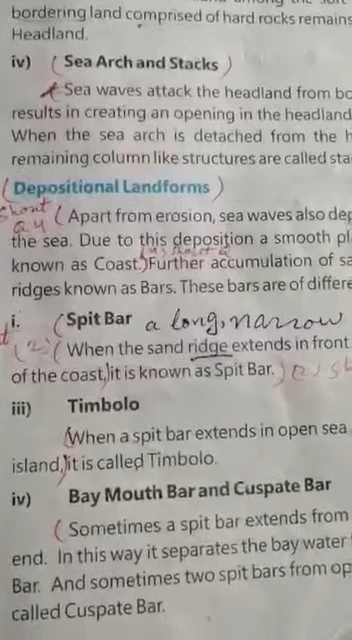 bordering land comprised of hard rocks remains
Headland.
iv) (Sea Arch and Stacks)
Sea waves attack the headland from bo
results in creating an opening in the headland
When the sea arch is detached from the h
remaining column like structures are called sta
(Depositional Landforms)
Short
(Apart from erosion, sea waves also dep
the sea. Due to this deposition a smooth pl
known as Coast.) Further accumulation of sa
ridges known as Bars. These bars are of differe
i. (Spit Bar a long, narrow
(2) (When the sand ridge extends in front
of the coast,) it is known as Spit Bar.)
iii) Timbolo
(When a spit bar extends in open sea
island,) it is called Timbolo.
iv) Bay Mouth Bar and Cuspate Bar
(Sometimes a spit bar extends from
end. In this way it separates the bay water
Bar. And sometimes two spit bars from op
called Cuspate Bar.